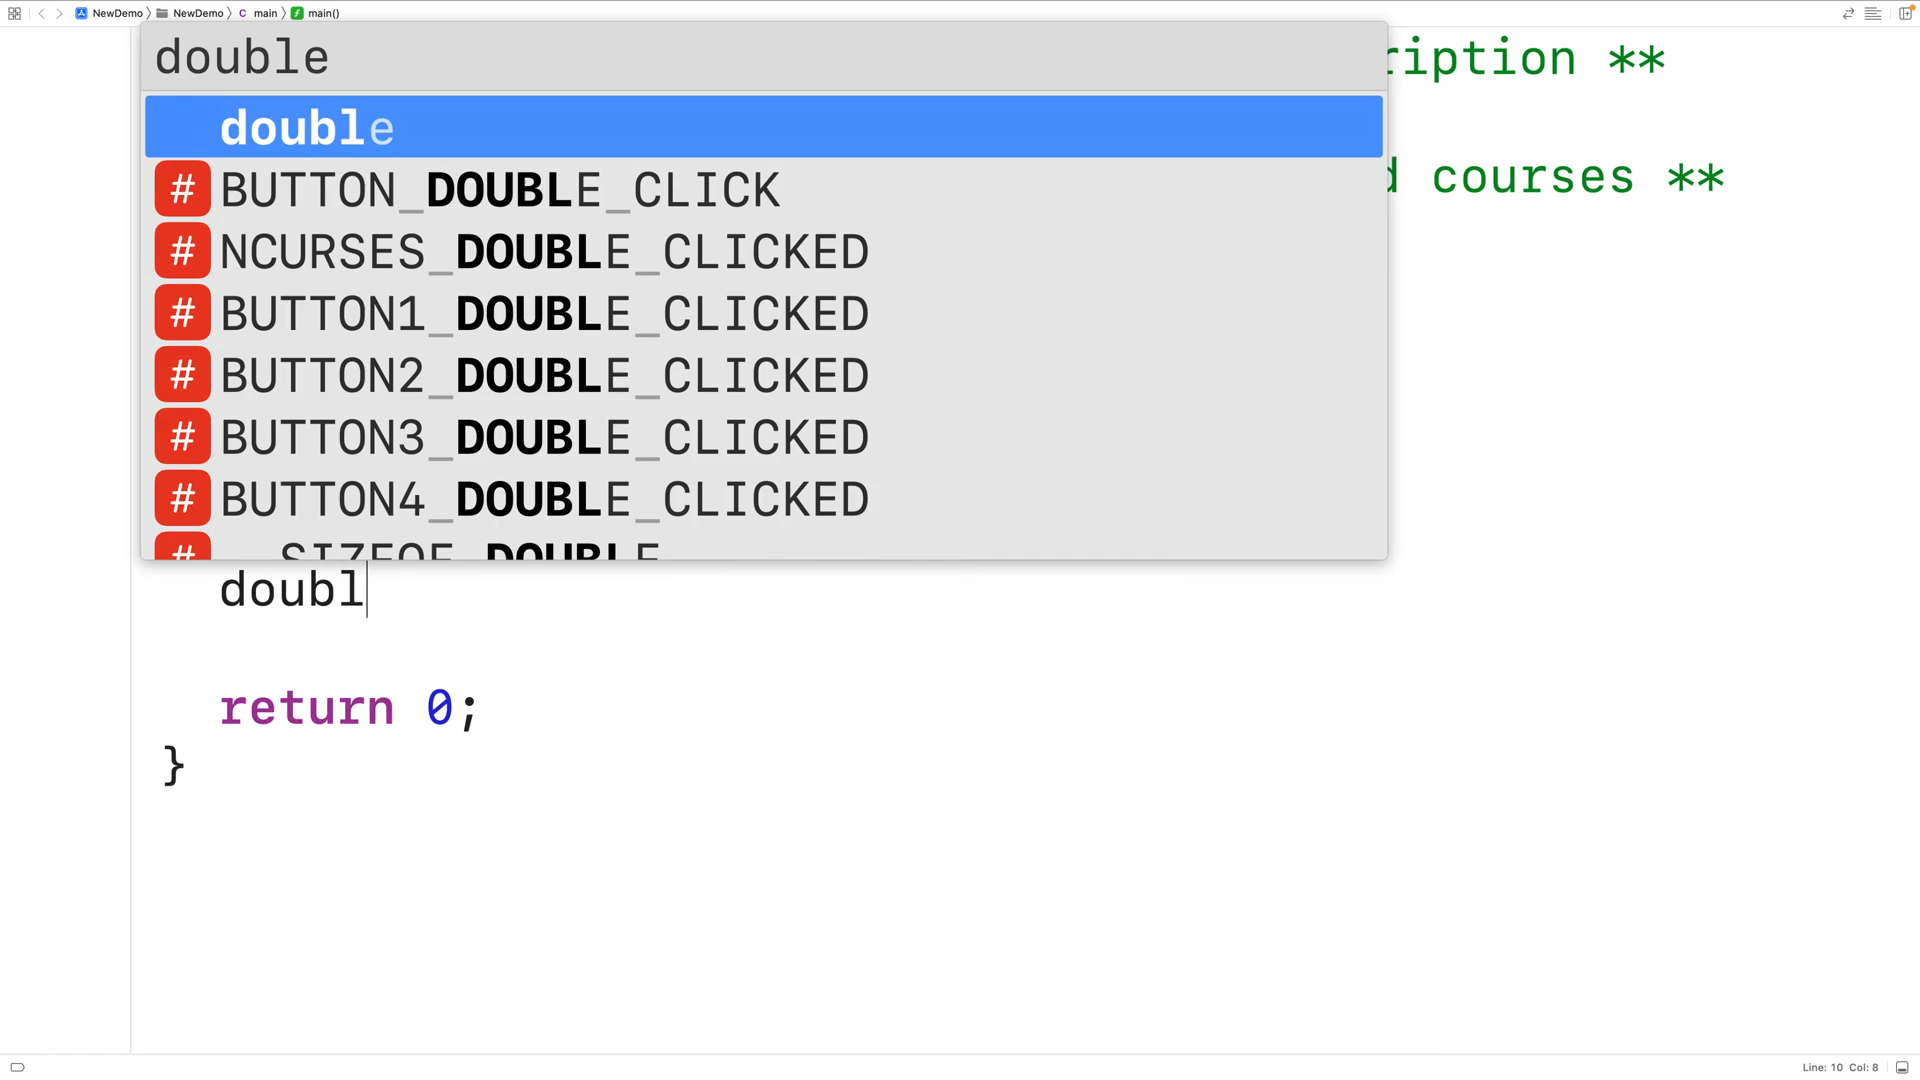 NewDemo
NewDemo
C main
main()
double
ription **
double
# BUTTON_DOUBLE_CLICK
d courses **
# NCURSES_DOUBLE_CLICKED
# BUTTON1_DOUBLE_CLICKED
# BUTTON2_DOUBLE_CLICKED
# BUTTON3_DOUBLE_CLICKED
# BUTTON4_DOUBLE_CLICKED
# __SIZEOF_DOUBLE
doubl
return 0;
}
Line: 10 Col: 8